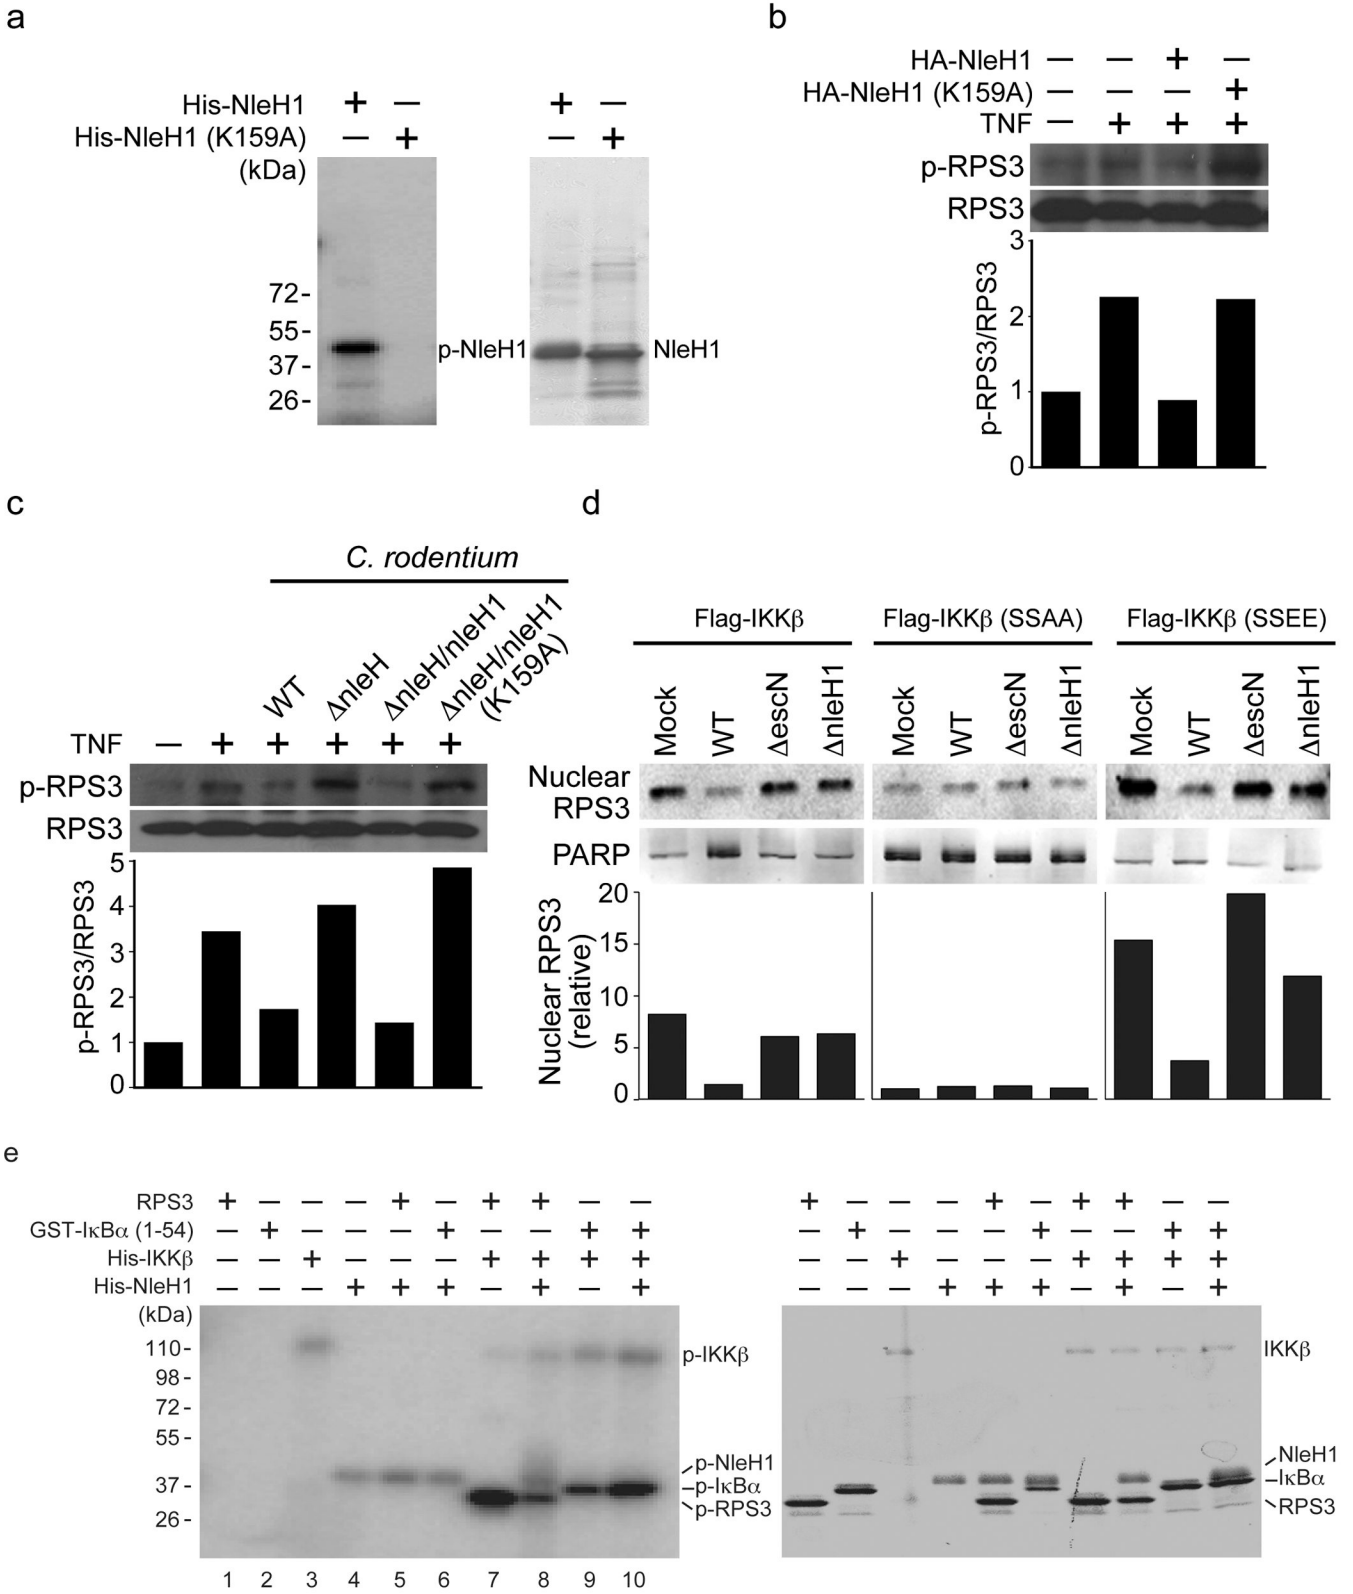 a
His-NleH1 + — + —
His-NleH1 (K159A) — + — +
(kDa)
72-
55-
37-
26-
p-NleH1
NleH1
b
HA-NleH1 — — + —
HA-NleH1 (K159A) — — — +
TNF — + + +
p-RPS3
RPS3
p-RPS3/RPS3
3
2
1
0
c
C. rodentium
WT
ΔnleH
ΔnleH/nleH1
ΔnleH/nleH1 (K159A)
TNF — + + + + +
p-RPS3
RPS3
p-RPS3/RPS3
5
4
3
2
1
0
d
Flag-IKKβ Flag-IKKβ (SSAA) Flag-IKKβ (SSEE)
Mock WT ΔescN ΔnleH1 Mock WT ΔescN ΔnleH1 Mock WT ΔescN ΔnleH1
Nuclear
RPS3
PARP
Nuclear RPS3
(relative)
20
15
10
5
0
e
RPS3 + — — — + — + + — — + — — — + — + + — —
GST-IκBα (1-54) — + — — — + — — + + — + — — — + — — + +
His-IKKβ — — + — — — + + + + — — + — — — + + + +
His-NleH1 — — — + + + — + — + — — — + + + — + — +
(kDa)
110-
98-
72-
55-
37-
26-
p-IKKβ
p-NleH1
p-IκBα
p-RPS3
IKKβ
NleH1
IκBα
RPS3
1 2 3 4 5 6 7 8 9 10